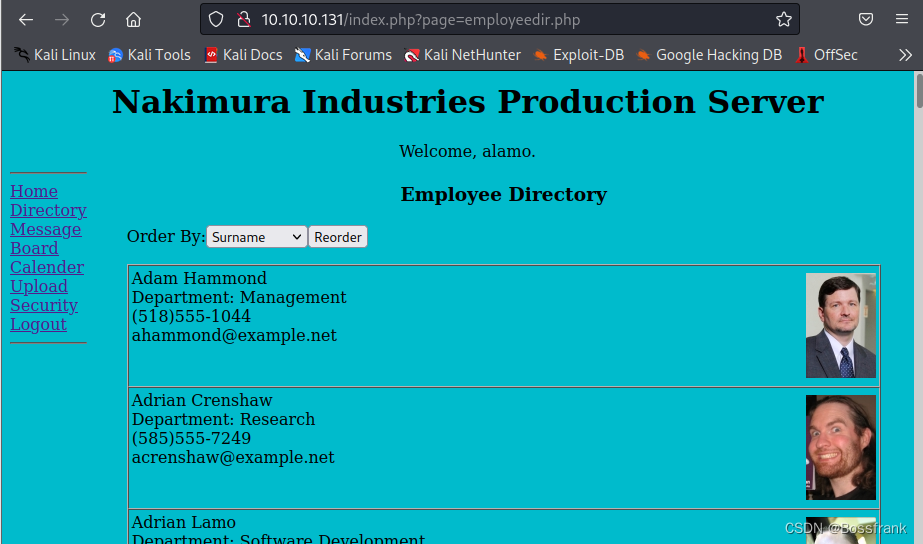 10.10.10.131/index.php?page=employeedir.php
Kali Linux Kali Tools Kali Docs Kali Forums Kali NetHunter Exploit-DB Google Hacking DB OffSec
Nakimura Industries Production Server
Welcome, alamo.
Home
Directory
Message
Board
Calender
Upload
Security
Logout
Employee Directory
Order By: Surname Reorder
Adam Hammond
Department: Management
(518)555-1044
ahammond@example.net
Adrian Crenshaw
Department: Research
(585)555-7249
acrenshaw@example.net
Adrian Lamo
Department: Software Development
CSDN @Bossfrank